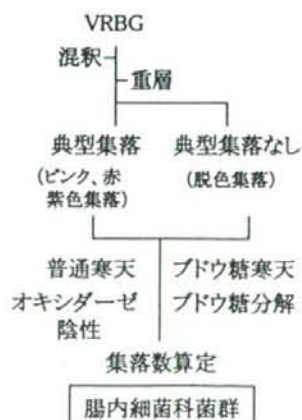 VRBG
混釈
重層
典型集落 典型集落なし
(ピンク、赤 (脱色集落)
紫色集落)
普通寒天 ブドウ糖寒天
オキシダーゼ ブドウ糖分解
陰性
集落数算定
腸内細菌科菌群